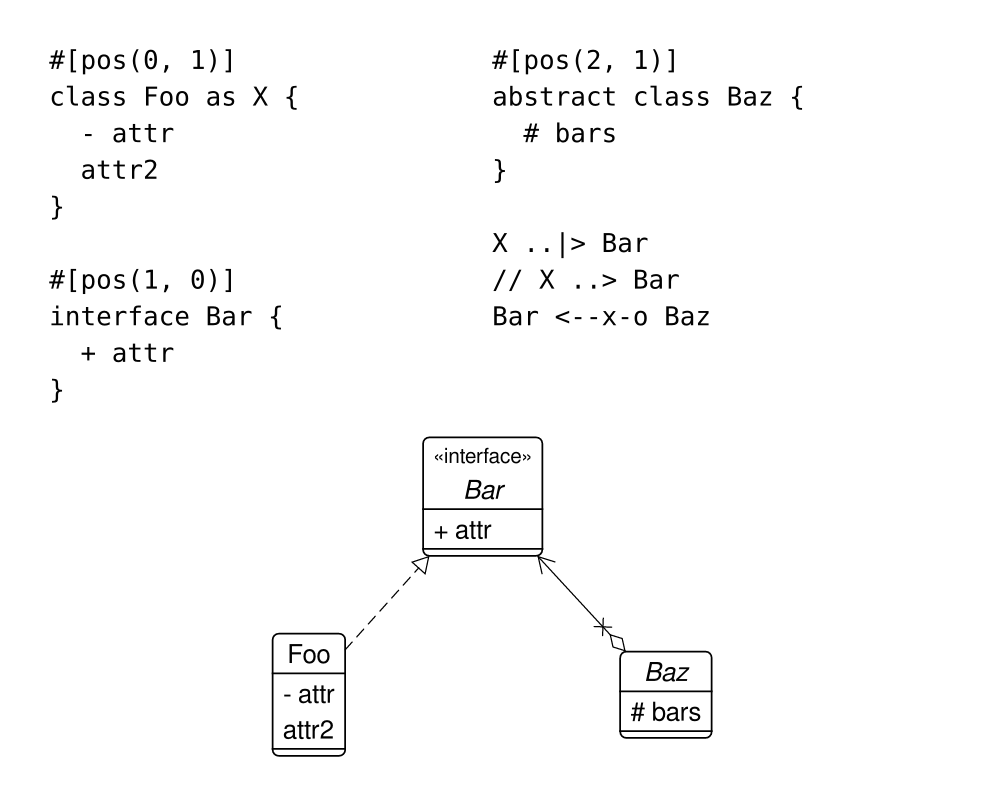 #[pos(0, 1)]
class Foo as X {
  - attr
  attr2
}

#[pos(1, 0)]
interface Bar {
  + attr
}

#[pos(2, 1)]
abstract class Baz {
  # bars
}

X ..|> Bar
// X ..> Bar
Bar <--x-o Baz

«interface»
Bar
+ attr
Foo
- attr
attr2
Baz
# bars